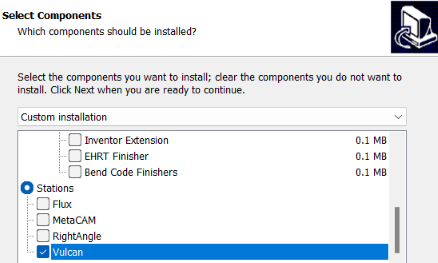 Select Components
Which components should be installed?
Select the components you want to install; clear the components you do not want to
install. Click Next when you are ready to continue.
Custom installation
Inventor Extension 0.1 MB
EHRT Finisher 0.1 MB
Bend Code Finishers 0.1 MB
Stations
Flux
MetaCAM
RightAngle
Vulcan